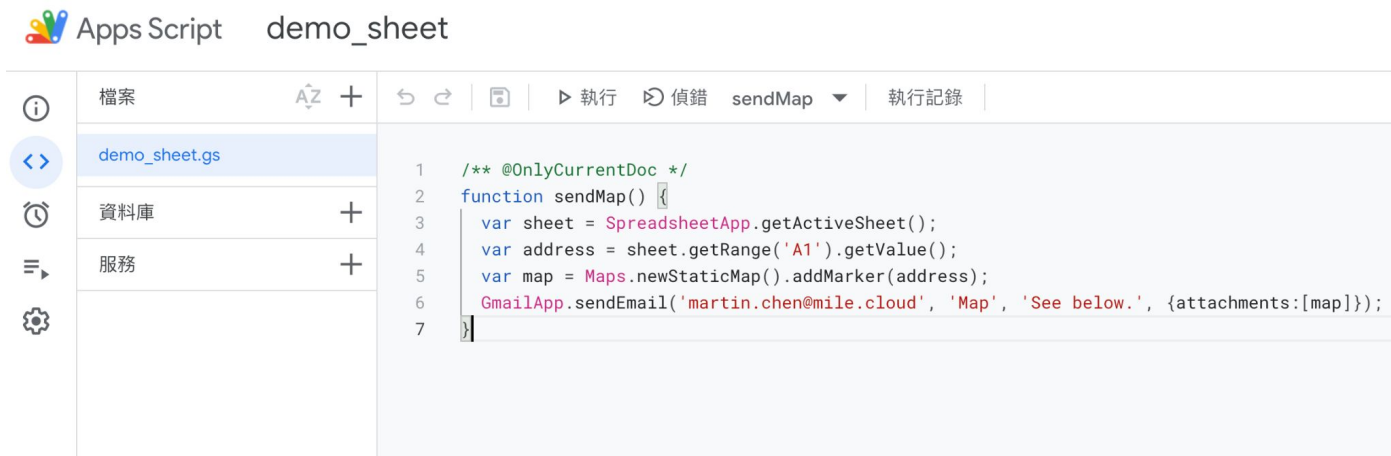 Apps Script demo_sheet
檔案 AZ
執行 偵錯 sendMap 執行記錄
demo_sheet.gs
資料庫
服務
1 /** @OnlyCurrentDoc */
2 function sendMap() {
3 var sheet = SpreadsheetApp.getActiveSheet();
4 var address = sheet.getRange('A1').getValue();
5 var map = Maps.newStaticMap().addMarker(address);
6 GmailApp.sendEmail('martin.chen@mile.cloud', 'Map', 'See below.', {attachments:[map]});
7 }